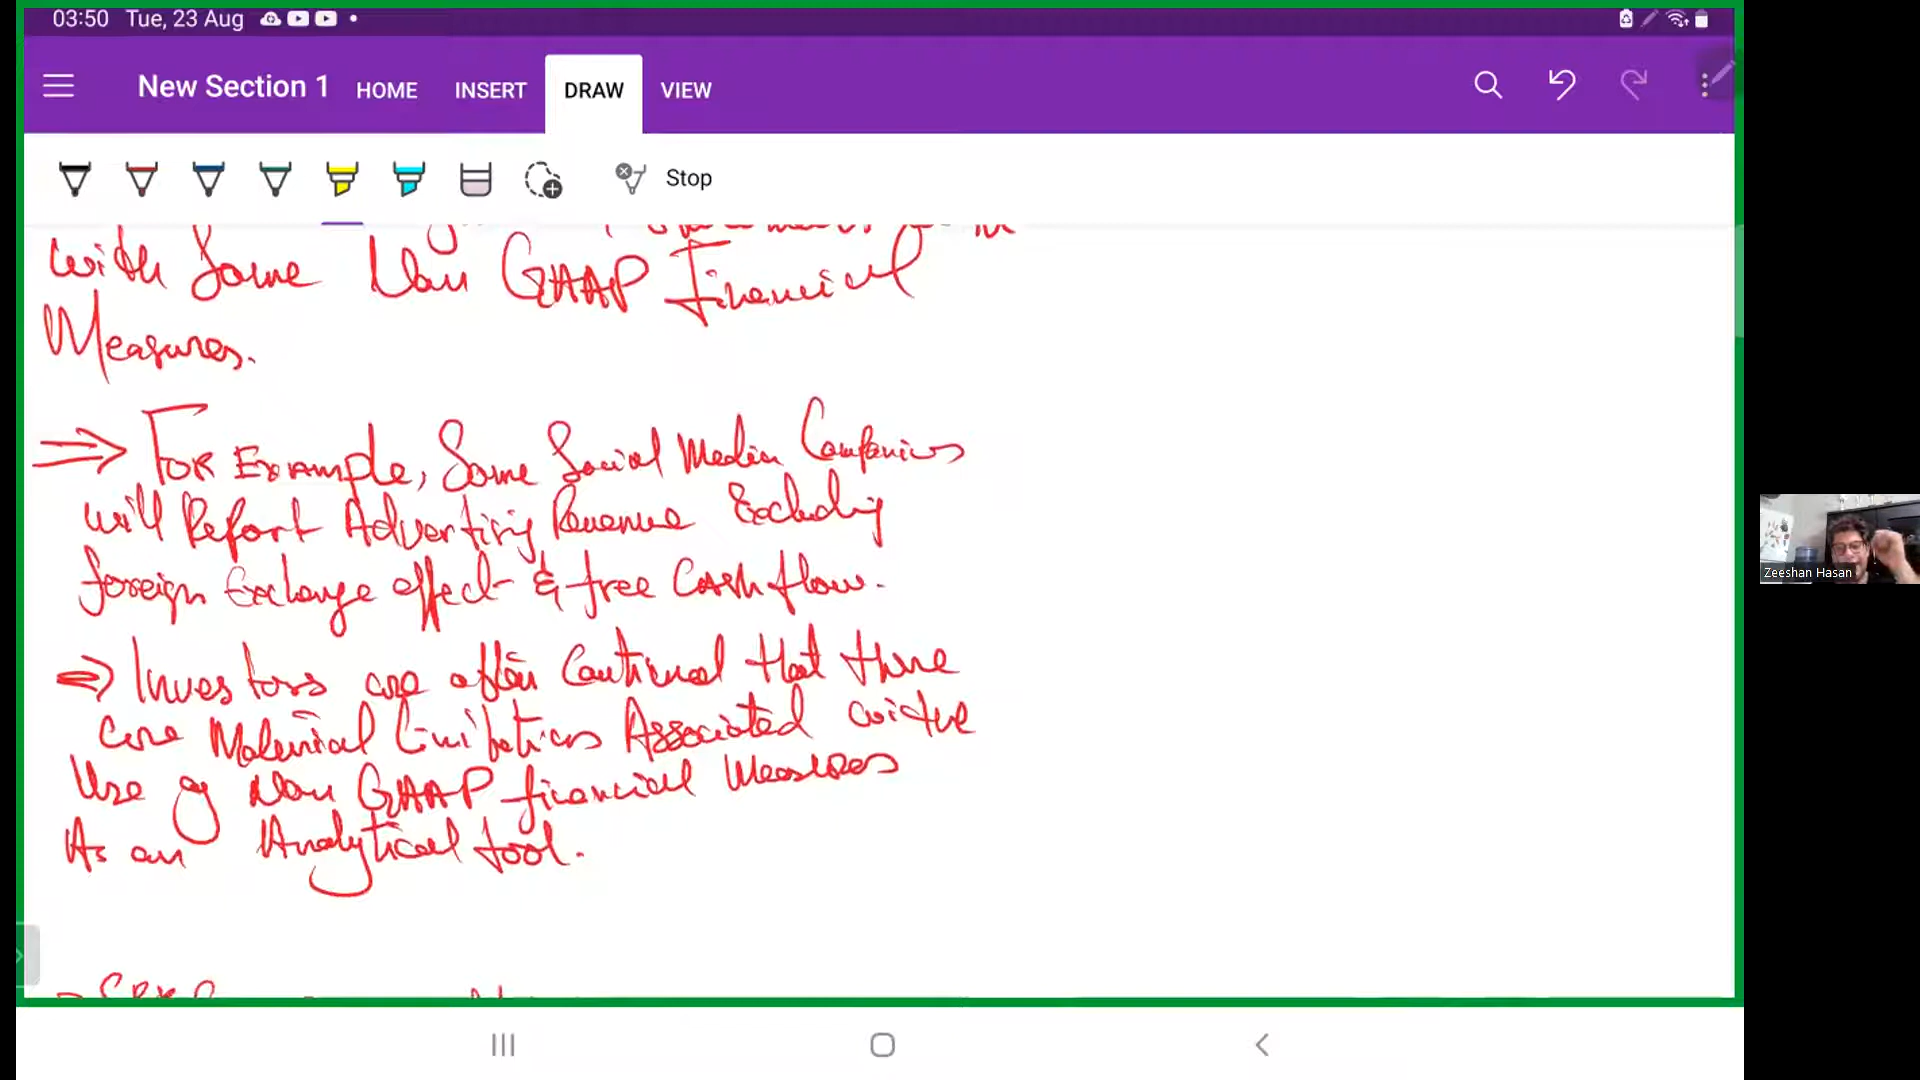 03:50 Tue, 23 Aug
New Section 1 HOME INSERT DRAW VIEW
Stop
with Some Non GAAP Financial
Measures.
⇒ For Example, Some Social Media Companies
will Report Advertising Revenue Excluding
foreign Exchange effect & free Cash flow.
⇒ Investors are often Cautioned that there
are Material Limitations Associated with the
Use of Non GAAP financial Measures
As an Analytical tool.
Zeeshan Hasan